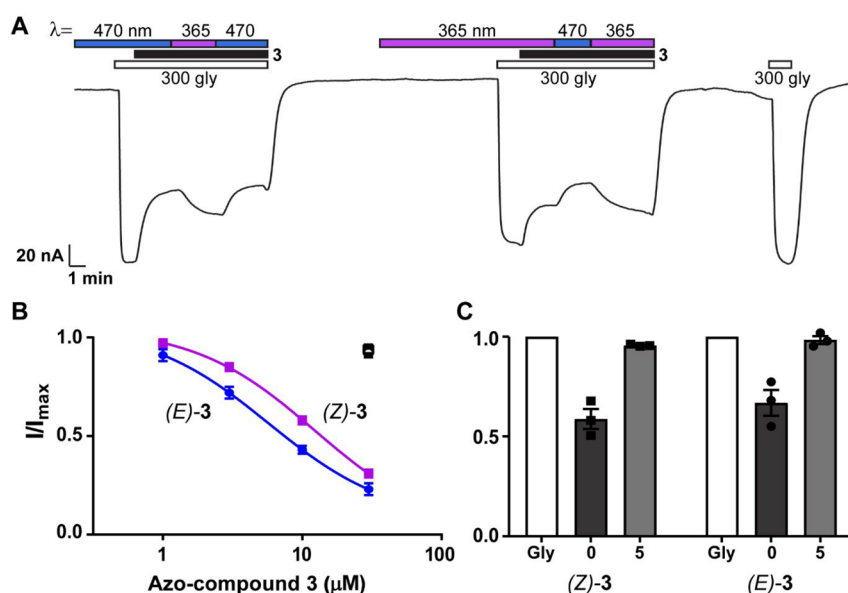 A
λ= 470 nm 365 470 365 nm 470 365
3 3
300 gly 300 gly 300 gly
20 nA
1 min
B C
1.0 1.0
I/Imax (E)-3 (Z)-3
0.5 0.5
0.0 0.0
1 10 100 Gly 0 5 Gly 0 5
Azo-compound 3 (μM) (Z)-3 (E)-3